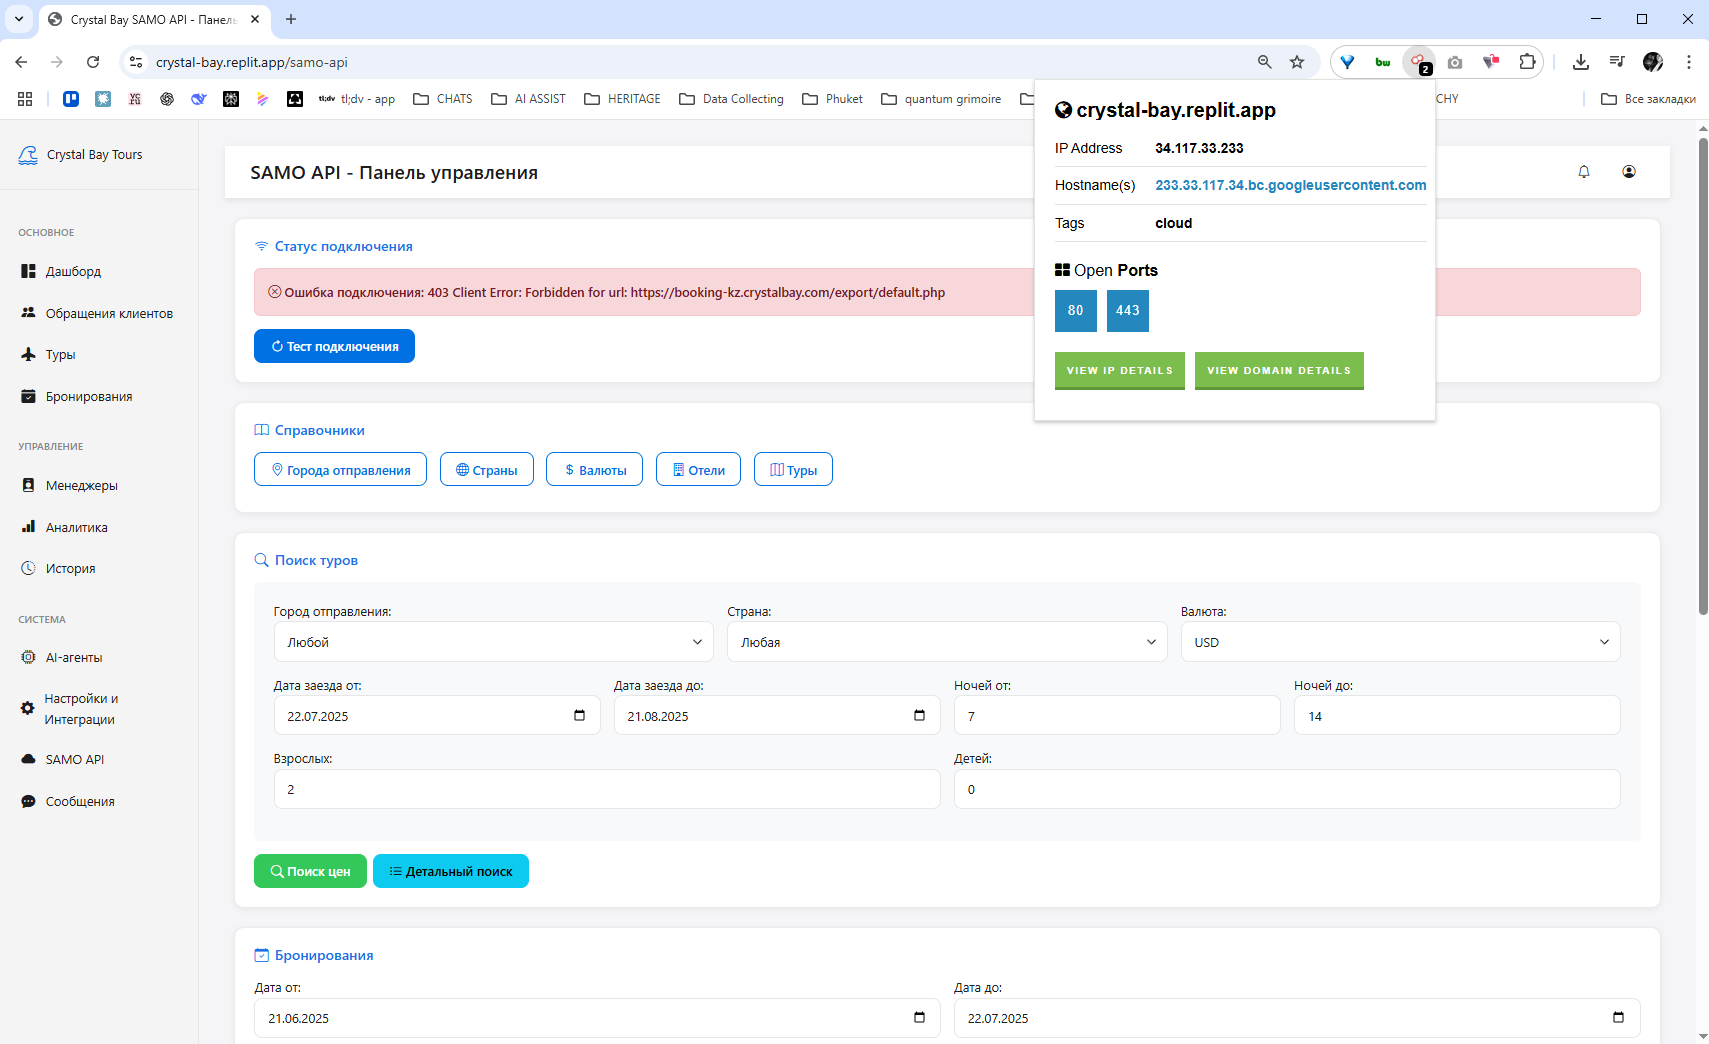 Crystal Bay SAMO API - Панель
crystal-bay.replit.app/samo-api
bw
2
tl;dv
tl;dv - app
CHATS
AI ASSIST
HERITAGE
Data Collecting
Phuket
quantum grimoire
CHY
Все закладки
crystal-bay.replit.app
IP Address
34.117.33.233
Hostname(s)
233.33.117.34.bc.googleusercontent.com
Tags
cloud
Open Ports
80
443
VIEW IP DETAILS
VIEW DOMAIN DETAILS
Crystal Bay Tours
ОСНОВНОЕ
Дашборд
Обращения клиентов
Туры
Бронирования
УПРАВЛЕНИЕ
Менеджеры
Аналитика
История
СИСТЕМА
AI-агенты
Настройки и
Интеграции
SAMO API
Сообщения
SAMO API - Панель управления
Статус подключения
Ошибка подключения: 403 Client Error: Forbidden for url: https://booking-kz.crystalbay.com/export/default.php
Тест подключения
Справочники
Города отправления
Страны
$ Валюты
Отели
Туры
Поиск туров
Город отправления:
Страна:
Валюта:
Любой
Любая
USD
Дата заезда от:
Дата заезда до:
Ночей от:
Ночей до:
22.07.2025
21.08.2025
7
14
Взрослых:
Детей:
2
0
Поиск цен
Детальный поиск
Бронирования
Дата от:
Дата до:
21.06.2025
22.07.2025